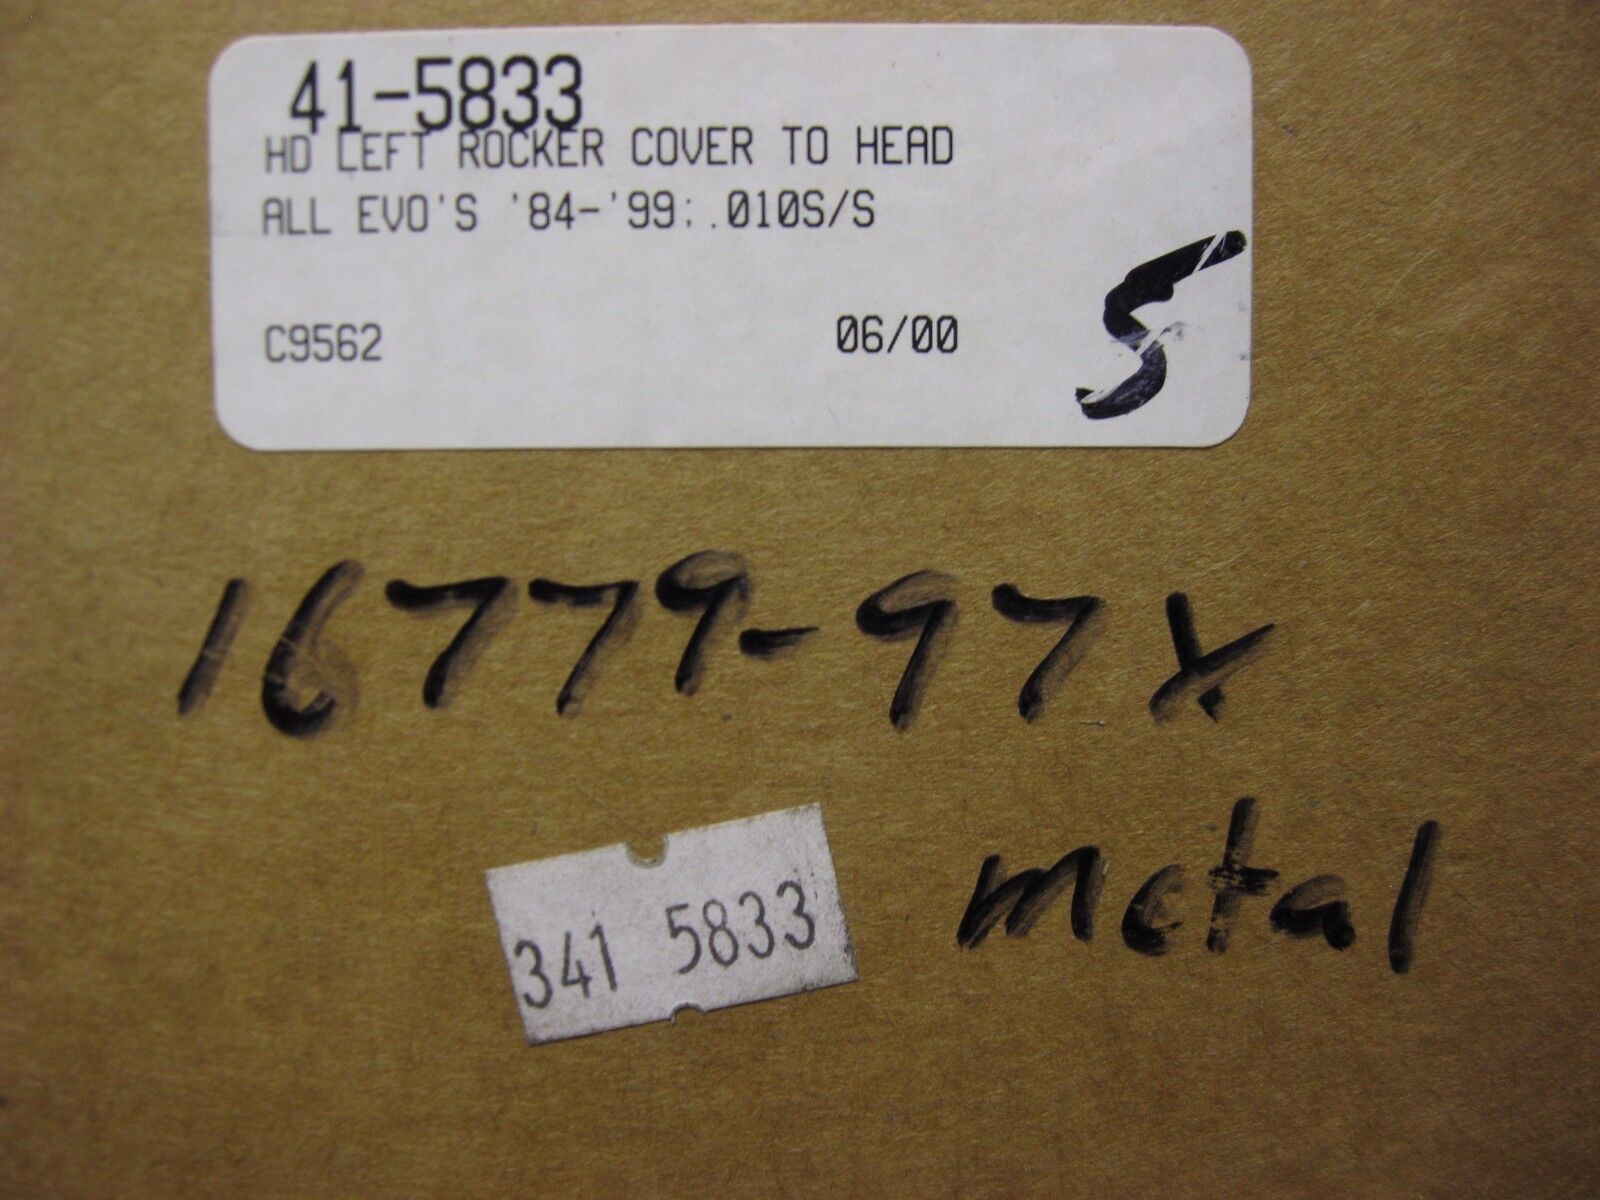 41-5833
HD LEFT ROCKER COVER TO HEAD
ALL EVO'S '84-'99; .010S/S
C9562 06/00
5
16779-97X
metal
341 5833